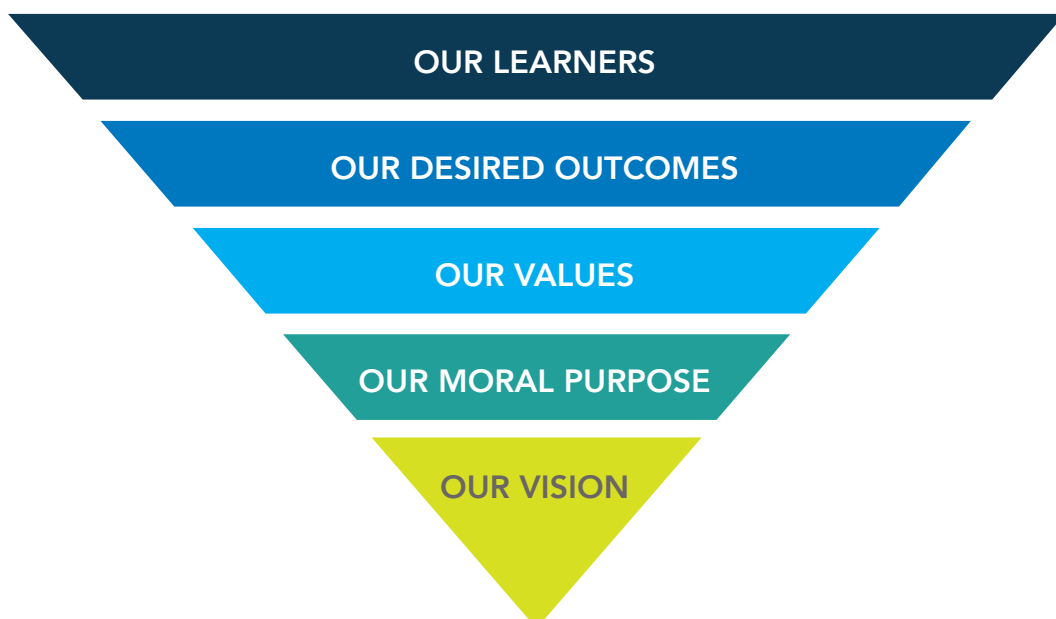 OUR LEARNERS
OUR DESIRED OUTCOMES
OUR VALUES
OUR MORAL PURPOSE
OUR VISION